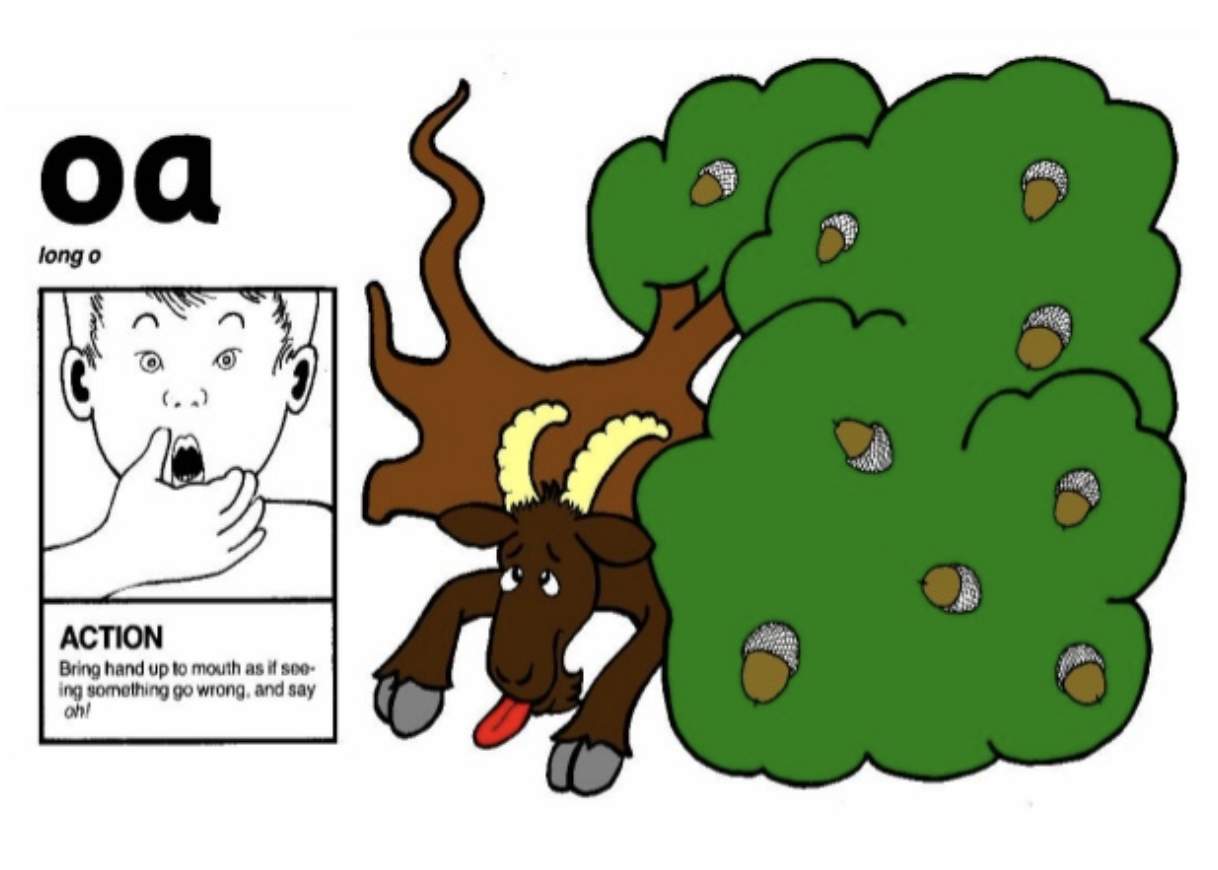 oa
long o
ACTION
Bring hand up to mouth as if see-
ing something go wrong, and say
oh!